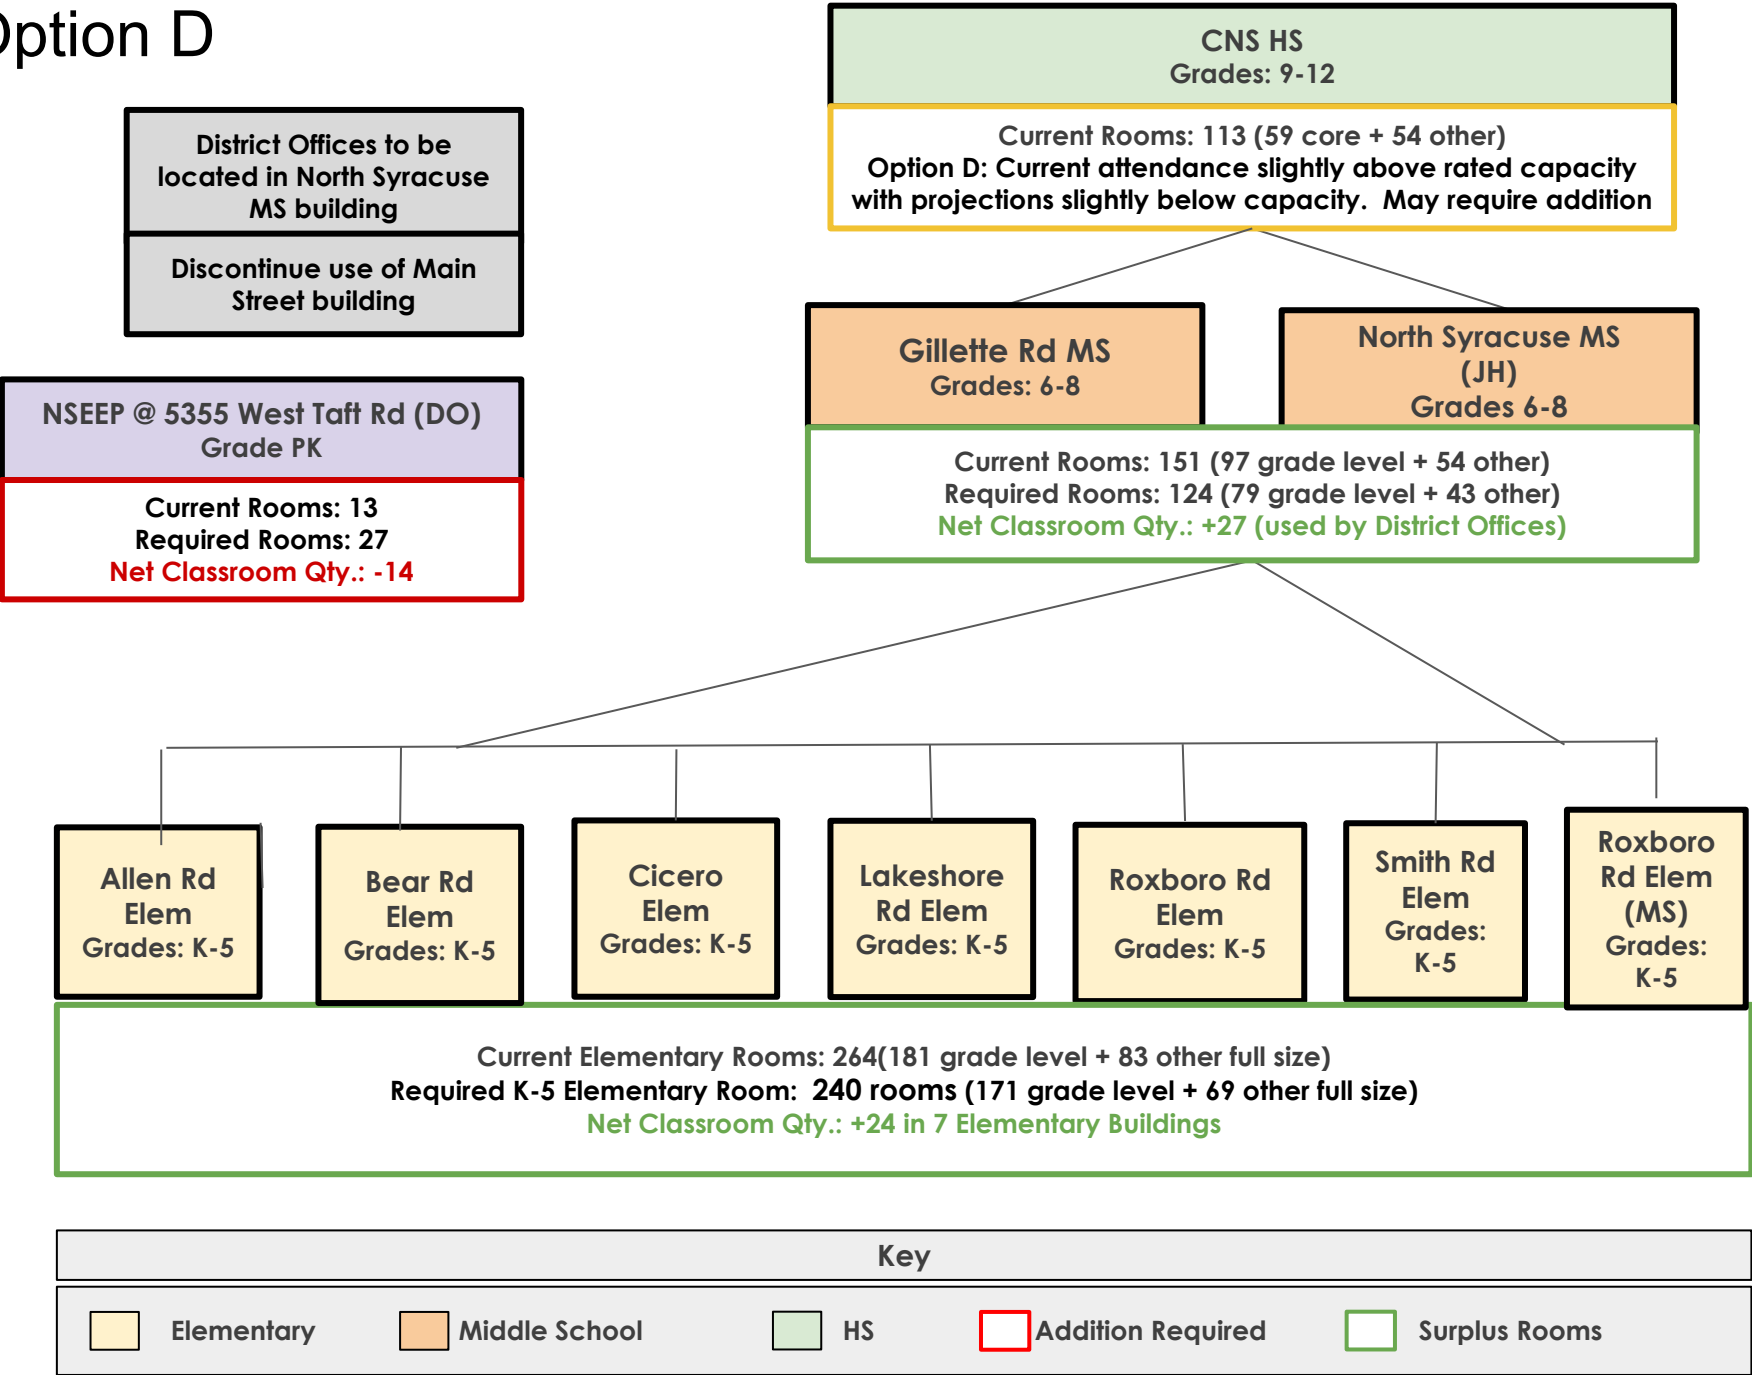 Option D
CNS HS
Grades: 9-12
Current Rooms: 113 (59 core + 54 other)
Option D: Current attendance slightly above rated capacity
with projections slightly below capacity.  May require addition
District Offices to be
located in North Syracuse
MS building
Discontinue use of Main
Street building
NSEEP @ 5355 West Taft Rd (DO)
Grade PK
Current Rooms: 13
Required Rooms: 27
Net Classroom Qty.: -14
Gillette Rd MS
Grades: 6-8
North Syracuse MS
(JH)
Grades 6-8
Current Rooms: 151 (97 grade level + 54 other)
Required Rooms: 124 (79 grade level + 43 other)
Net Classroom Qty.: +27 (used by District Offices)
Allen Rd
Elem
Grades: K-5
Bear Rd
Elem
Grades: K-5
Cicero
Elem
Grades: K-5
Lakeshore
Rd Elem
Grades: K-5
Roxboro Rd
Elem
Grades: K-5
Smith Rd
Elem
Grades:
K-5
Roxboro
Rd Elem
(MS)
Grades:
K-5
Current Elementary Rooms: 264(181 grade level + 83 other full size)
Required K-5 Elementary Room:  240 rooms (171 grade level + 69 other full size)
Net Classroom Qty.: +24 in 7 Elementary Buildings
Key
Elementary
Middle School
HS
Addition Required
Surplus Rooms